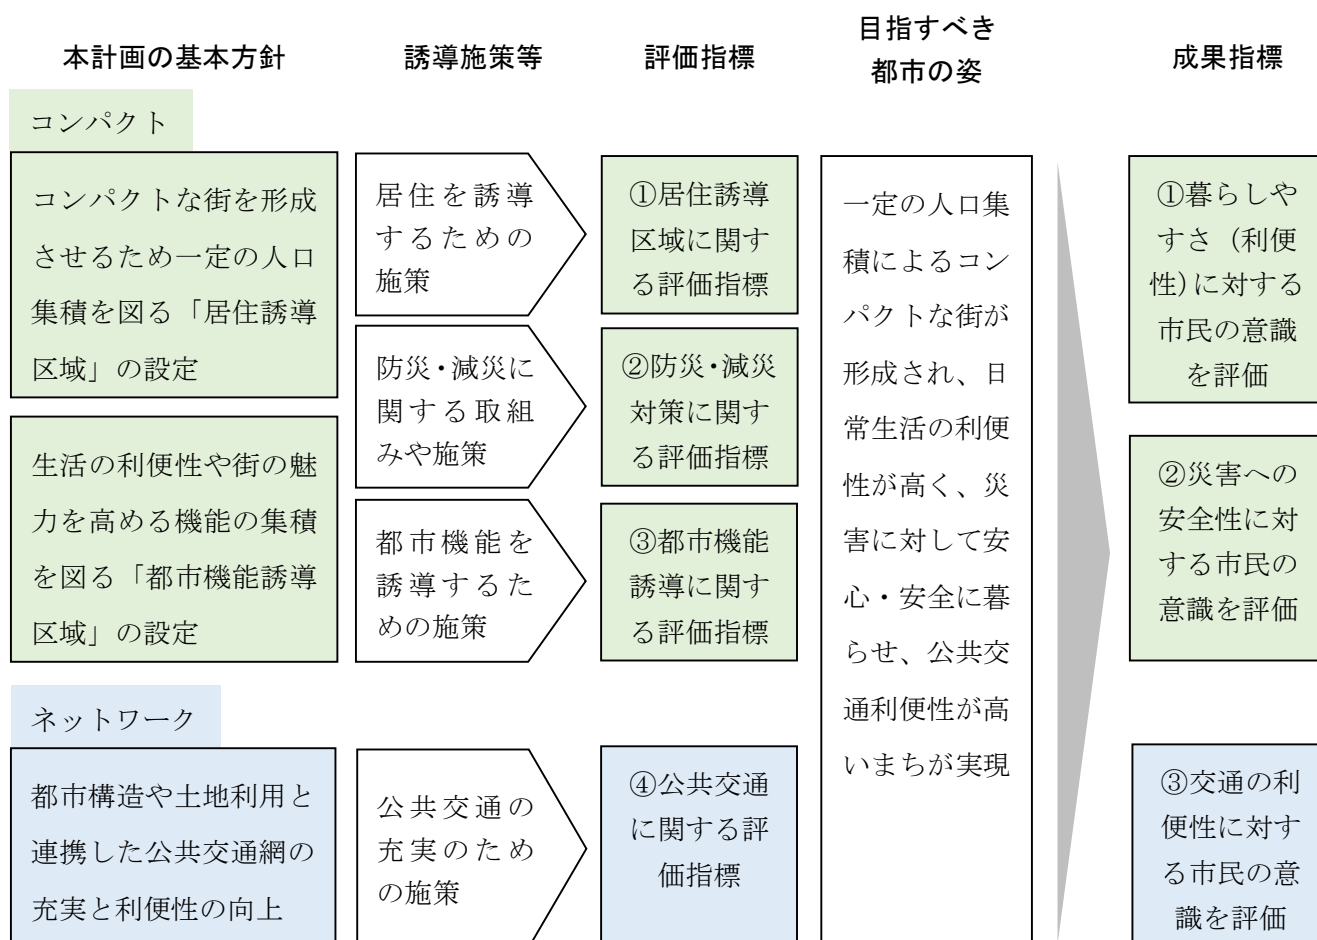 本計画の基本方針
誘導施策等
評価指標
目指すべき
都市の姿
成果指標
コンパクト
コンパクトな街を形成
させるため一定の人口
集積を図る「居住誘導
区域」の設定
生活の利便性や街の魅
力を高める機能の集積
を図る「都市機能誘導
区域」の設定
居住を誘導
するための
施策
防災・減災に
関する取組
みや施策
都市機能を
誘導するた
めの施策
①居住誘導
区域に関す
る評価指標
②防災・減災
対策に関す
る評価指標
③都市機能
誘導に関す
る評価指標
一定の人口集
積によるコン
パクトな街が
形成され、日
常生活の利便
性が高く、災
害に対して安
心・安全に暮
らせ、公共交
通利便性が高
いまちが実現
①暮らしや
すさ（利便
性）に対する
市民の意識
を評価
②災害への
安全性に対
する市民の
意識を評価
ネットワーク
都市構造や土地利用と
連携した公共交通網の
充実と利便性の向上
公共交通の
充実のため
の施策
④公共交通
に関する評
価指標
③交通の利
便性に対す
る市民の意
識を評価